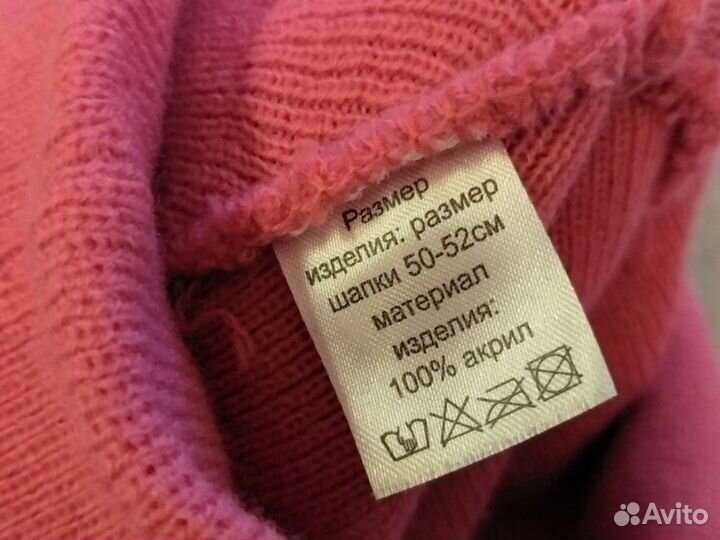 Размер
изделия: размер
шапки 50-52см
материал
изделия:
100% акрил
Avito